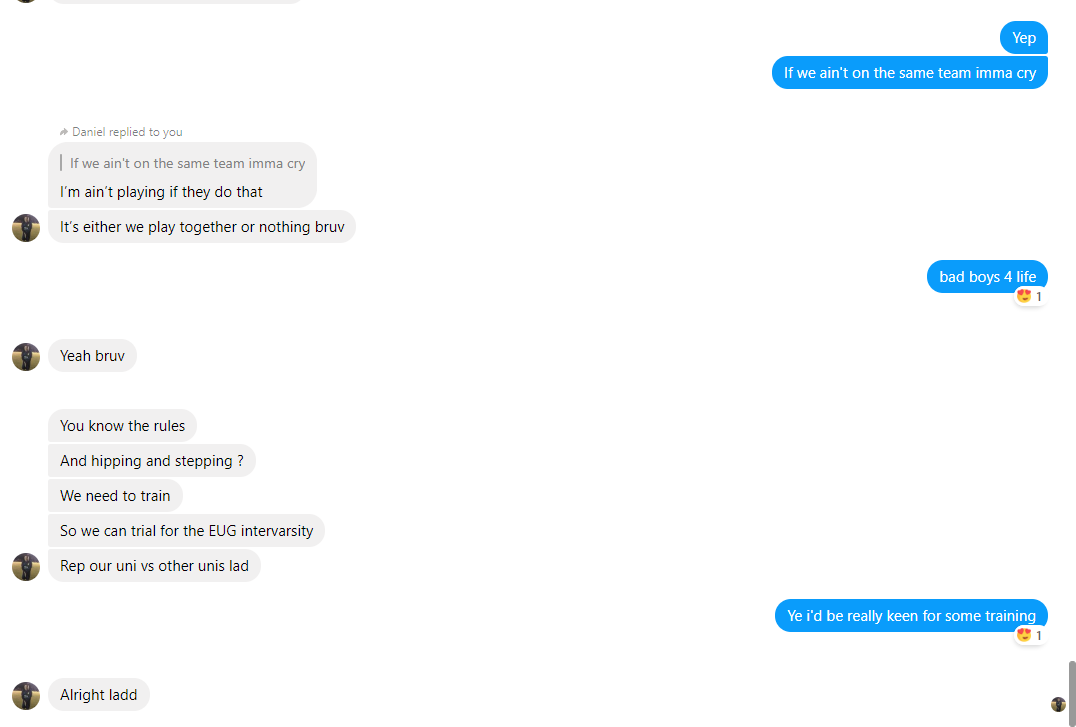 Yep
If we ain't on the same team imma cry
Daniel replied to you
If we ain't on the same team imma cry
I'm ain't playing if they do that
It's either we play together or nothing bruv
bad boys 4 life
1
Yeah bruv
You know the rules
And hipping and stepping ?
We need to train
So we can trial for the EUG intervarsity
Rep our uni vs other unis lad
Ye i'd be really keen for some training
1
Alright ladd